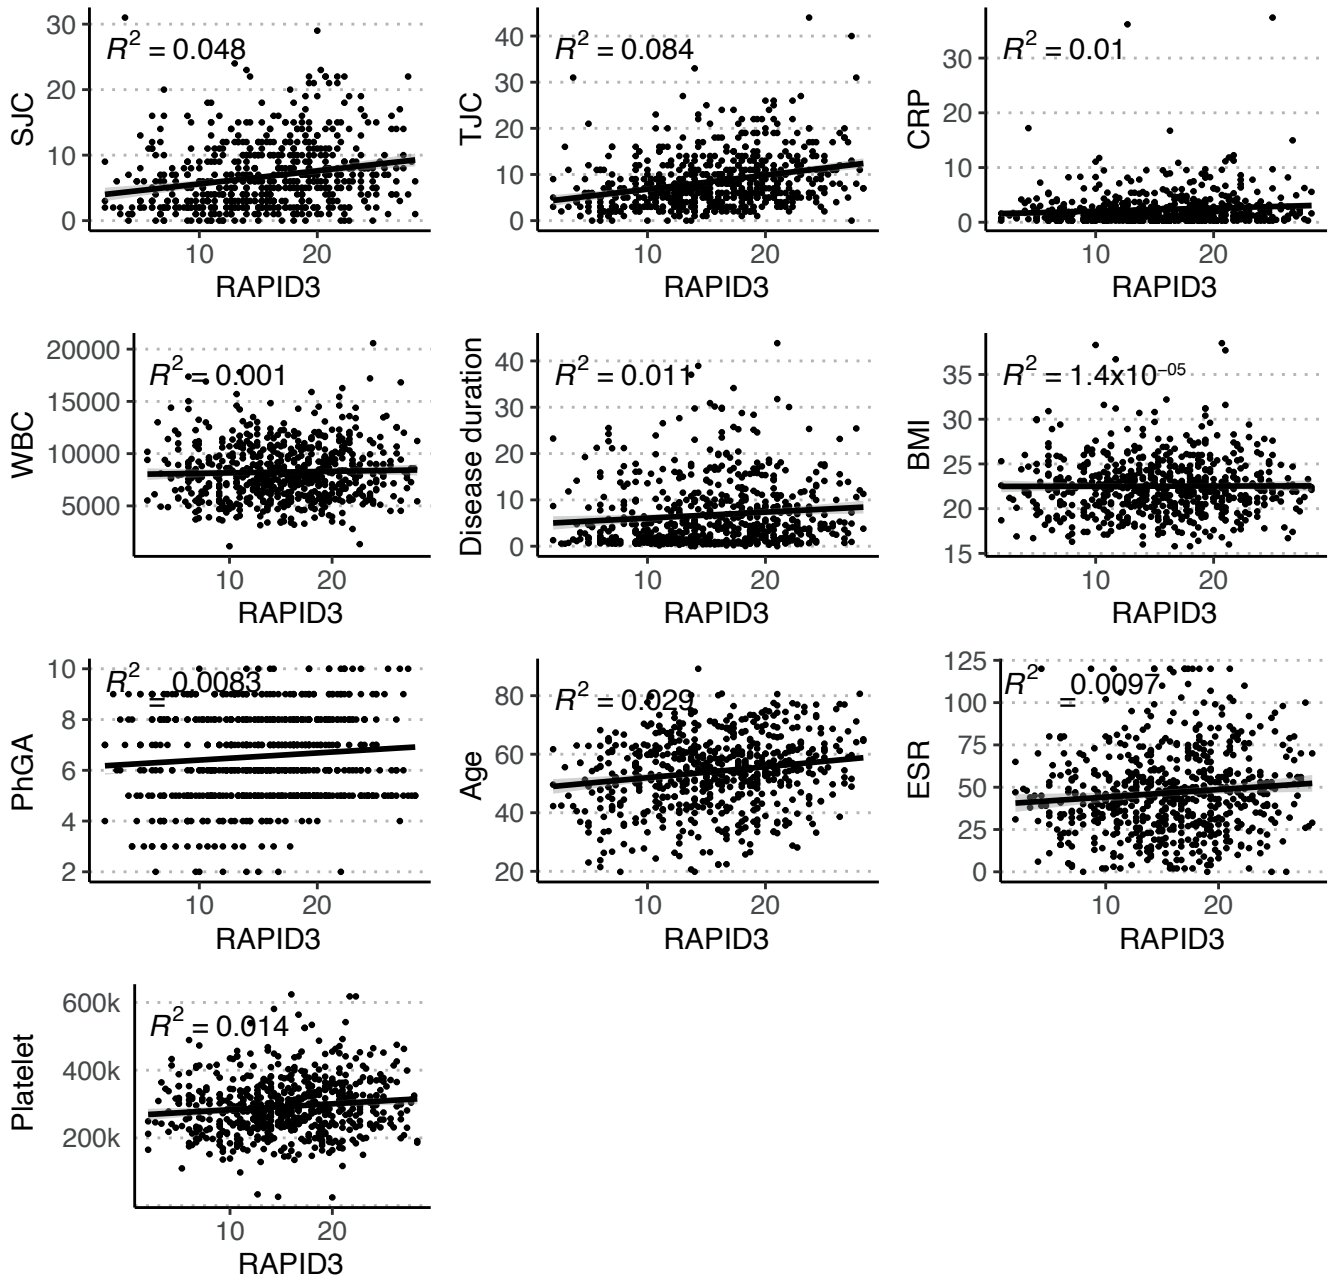 SJC
30
20
10
0
R² = 0.048
10 20
RAPID3
TJC
40
30
20
10
0
R² = 0.084
10 20
RAPID3
CRP
30
20
10
0
R² = 0.01
10 20
RAPID3
WBC
20000
15000
10000
5000
R² = 0.001
10 20
RAPID3
Disease duration
40
30
20
10
0
R² = 0.011
10 20
RAPID3
BMI
35
30
25
20
15
R² = 1.4x10⁻⁰⁵
10 20
RAPID3
PhGA
10
8
6
4
2
R² = 0.0083
10 20
RAPID3
Age
80
60
40
20
R² = 0.029
10 20
RAPID3
ESR
125
100
75
50
25
0
R² = 0.0097
10 20
RAPID3
Platelet
600k
400k
200k
R² = 0.014
10 20
RAPID3